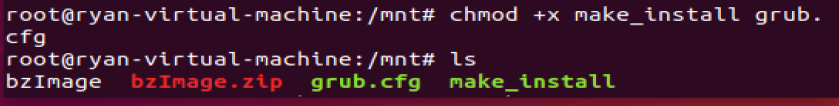 root@ryan-virtual-machine:/mnt# chmod +x make_install grub.
cfg
root@ryan-virtual-machine:/mnt# ls
bzImage  bzImage.zip  grub.cfg  make_install